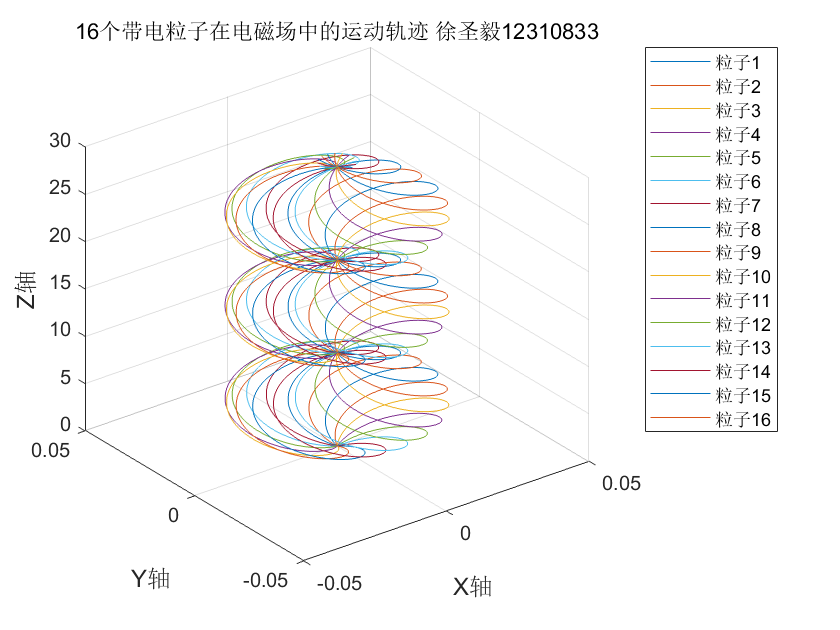 16个带电粒子在电磁场中的运动轨迹 徐圣毅12310833
粒子1
粒子2
粒子3
粒子4
粒子5
粒子6
粒子7
粒子8
粒子9
粒子10
粒子11
粒子12
粒子13
粒子14
粒子15
粒子16
30
25
20
15
10
5
0
Z轴
0.05
0
-0.05
Y轴
-0.05
0
0.05
X轴